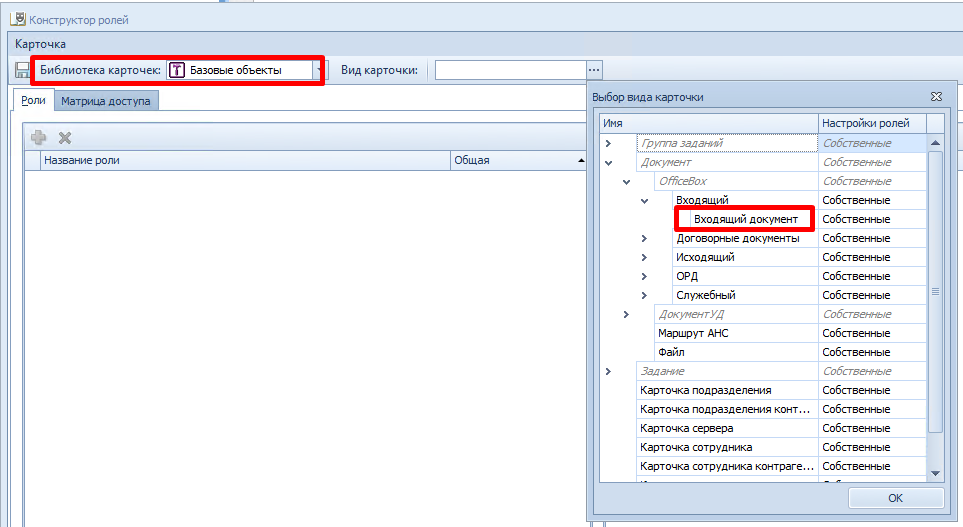 Конструктор ролей
Карточка
Библиотека карточек: Базовые объекты Вид карточки: ...
Роли Матрица доступа
Название роли Общая
Выбор вида карточки
Имя Настройки ролей
Группа заданий Собственные
Документ Собственные
OfficeBox Собственные
Входящий Собственные
Входящий документ Собственные
Договорные документы Собственные
Исходящий Собственные
ОРД Собственные
Служебный Собственные
ДокументУД Собственные
Маршрут АНС Собственные
Файл Собственные
Задание Собственные
Карточка подразделения Собственные
Карточка подразделения конт... Собственные
Карточка сервера Собственные
Карточка сотрудника Собственные
Карточка сотрудника контраге... Собственные
OK